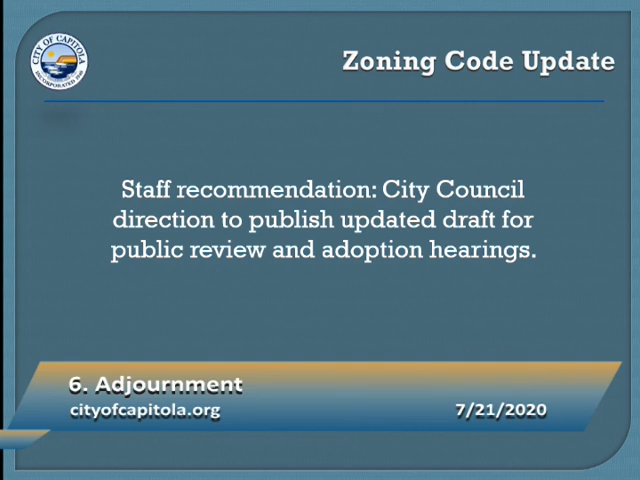 CITY OF CAPITOLA
INCORPORATED 1949
Zoning Code Update
Staff recommendation: City Council
direction to publish updated draft for
public review and adoption hearings.
6. Adjournment
cityofcapitola.org 7/21/2020